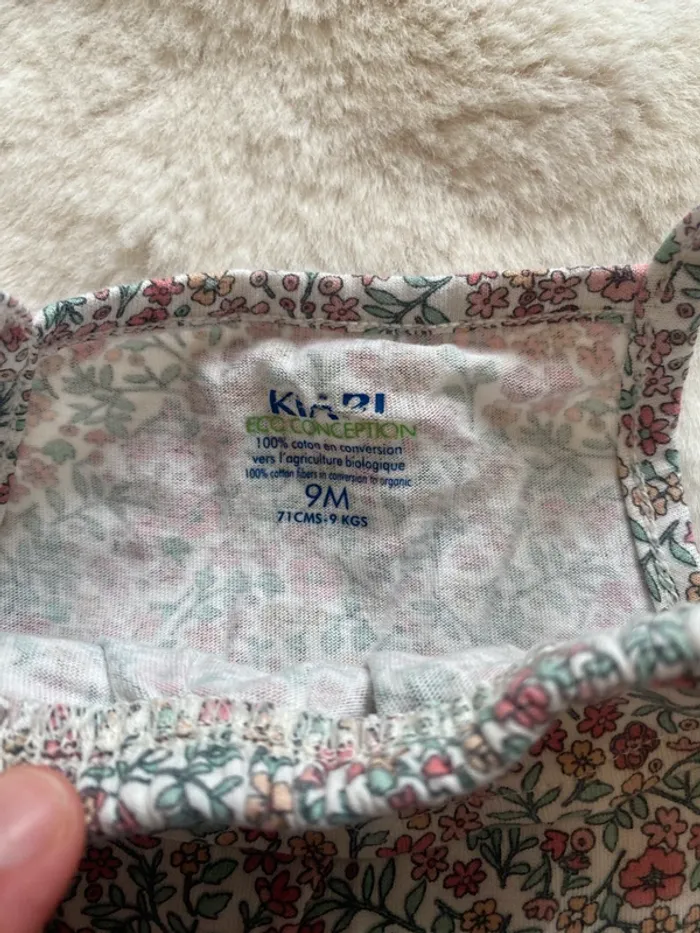 KIABI
ECO CONCEPTION
100% coton en conversion
vers l'agriculture biologique
100% cotton fibers in conversion to organic
9M
71CMS-9 KGS